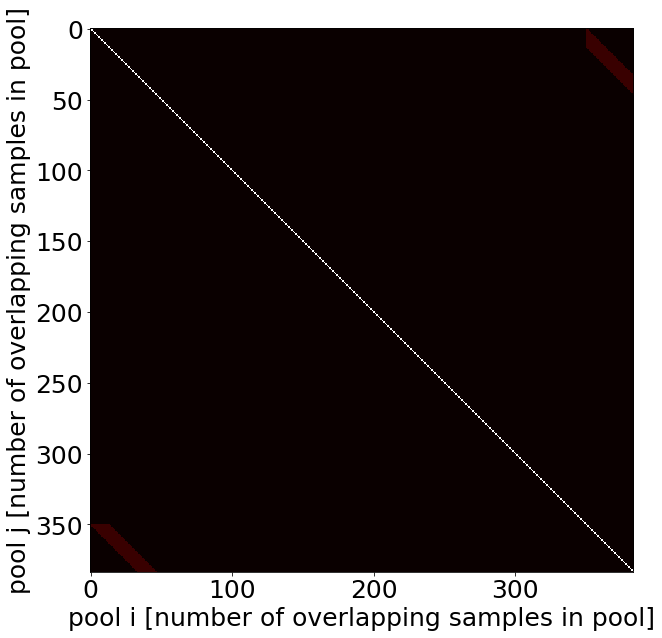 pool j [number of overlapping samples in pool]
0
50
100
150
200
250
300
350
0 100 200 300
pool i [number of overlapping samples in pool]